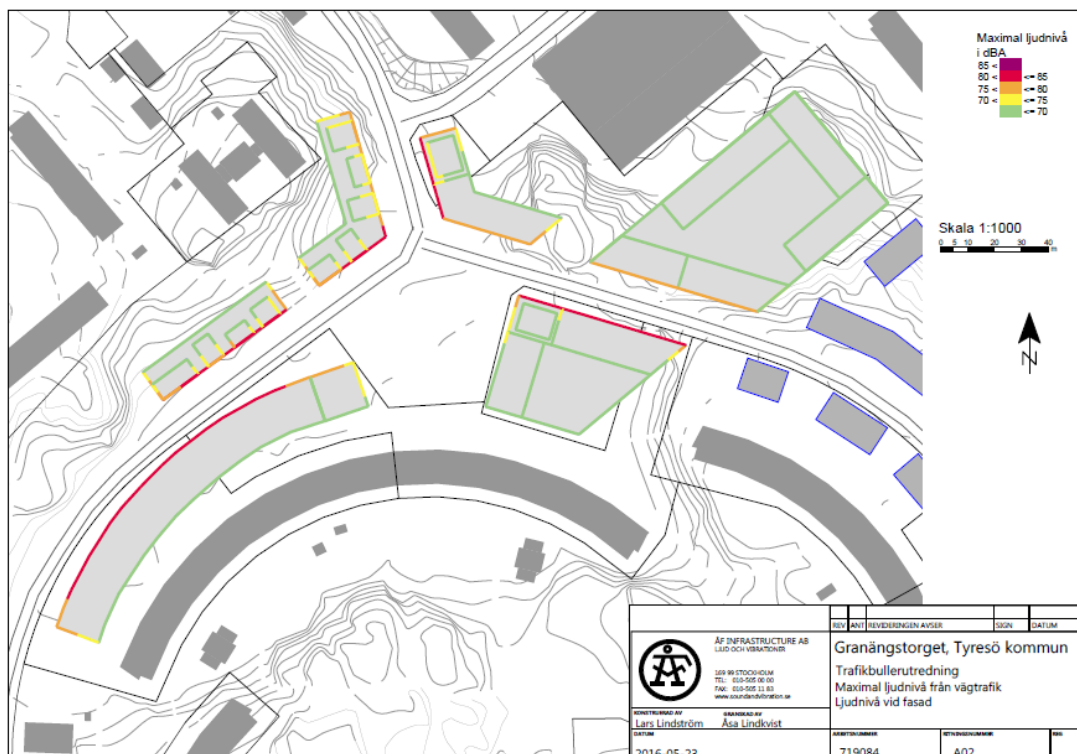 Maximal ljudnivå
i dBA
85 <
80 < <= 85
75 < <= 80
70 < <= 75
<= 70
Skala 1:1000
0 5 10 20 30 40
m
N
REV ANT REVIDERINGEN AVSER SIGN DATUM
ÅF INFRASTRUCTURE AB
LJUD OCH VIBRATIONER
169 99 STOCKHOLM
TEL: 010-505 00 00
FAX: 010-505 11 83
www.soundandvibration.se
Granängstorget, Tyresö kommun
Trafikbullerutredning
Maximal ljudnivå från vägtrafik
Ljudnivå vid fasad
KONSTRUERAD AV GRANSKAD AV
Lars Lindström Åsa Lindkvist
DATUM ARBETSNUMMER RITNINGSNUMMER REG
2016-05-23 719084 A02